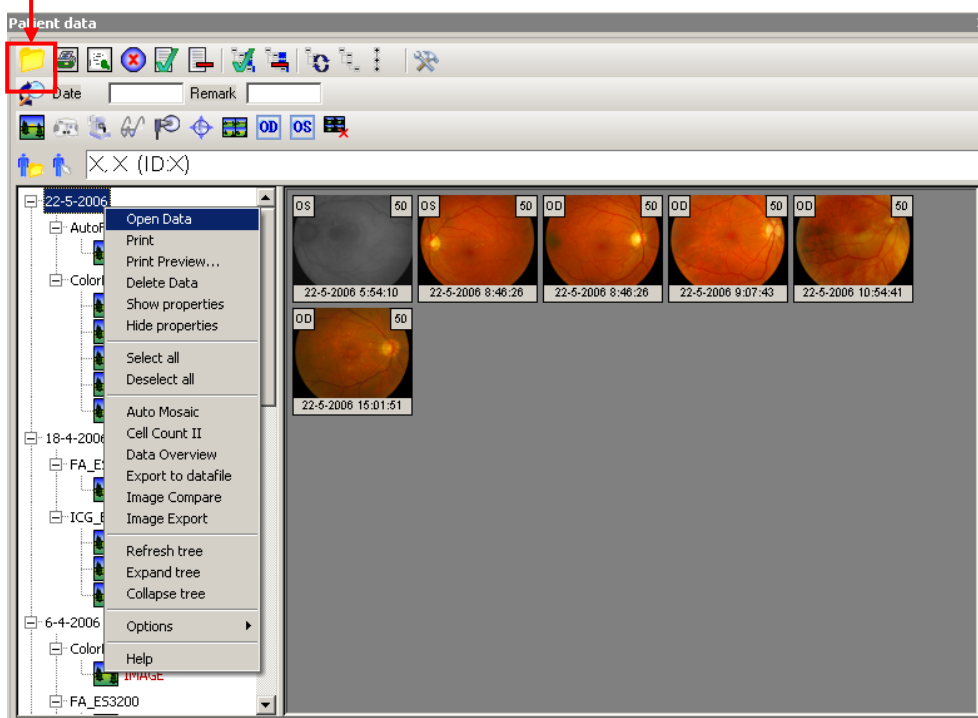 Patient data
Date
Remark
OD
OS
X, X (ID:X)
22-5-2006
Open Data
Print
Print Preview...
Delete Data
Show properties
Hide properties
Select all
Deselect all
Auto Mosaic
Cell Count II
Data Overview
Export to datafile
Image Compare
Image Export
Refresh tree
Expand tree
Collapse tree
Options
Help
18-4-2006
ICG_E
6-4-2006
IMAGE
FA_ES3200
OS 50
22-5-2006 5:54:10
OS 50
22-5-2006 8:46:26
OD 50
22-5-2006 8:46:26
OD 50
22-5-2006 9:07:43
OD 50
22-5-2006 10:54:41
OD 50
22-5-2006 15:01:51